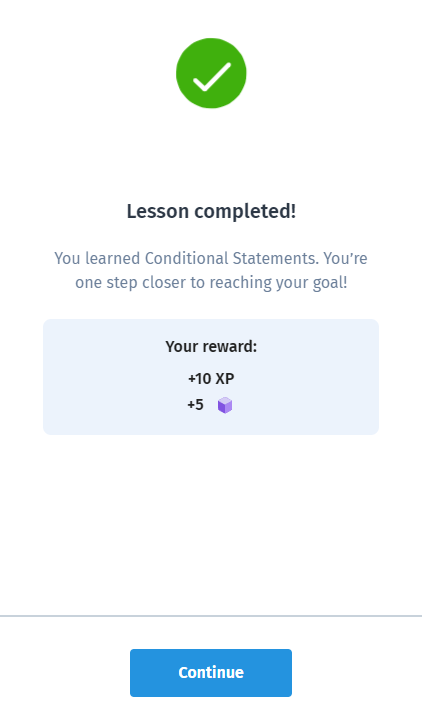 Lesson completed!
You learned Conditional Statements. You’re
one step closer to reaching your goal!
Your reward:
+10 XP
+5
Continue